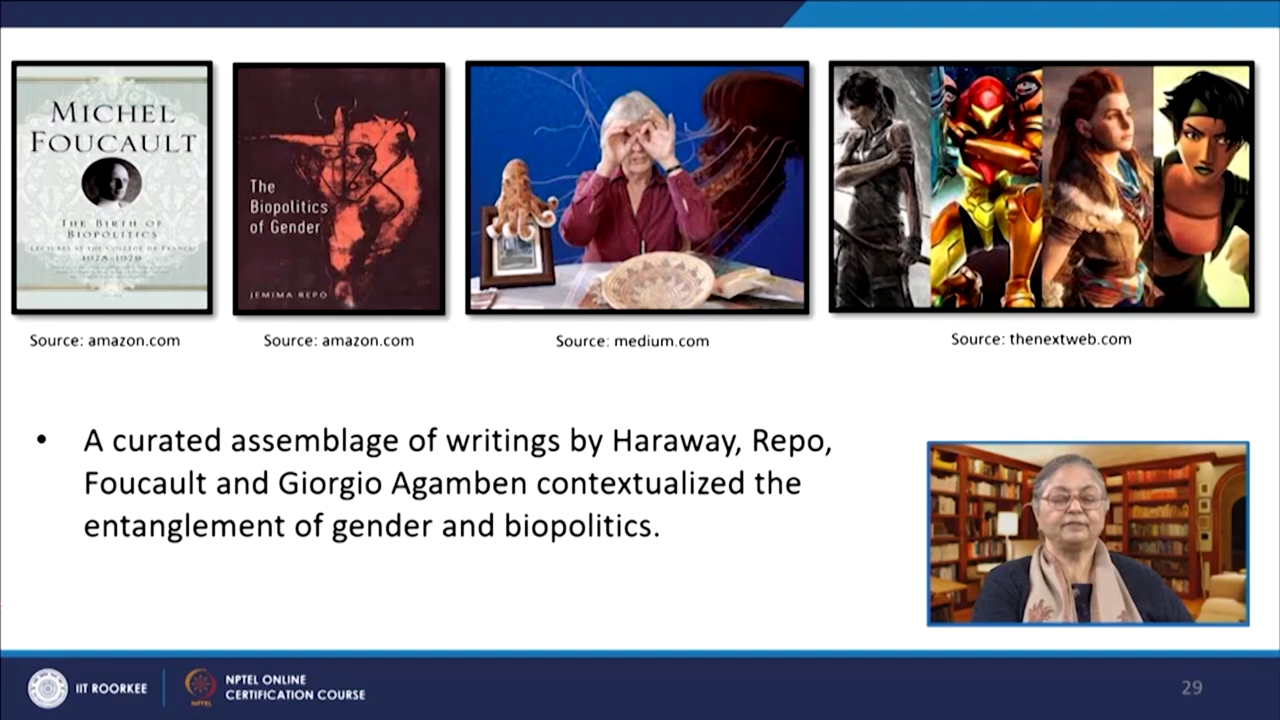 MICHEL
FOUCAULT
THE BIRTH OF
BIOPOLITICS
LECTURES AT THE COLLÈGE DE FRANCE
1978-1979
The
Biopolitics
of Gender
JEMIMA REPO
Source: amazon.com
Source: amazon.com
Source: medium.com
Source: thenextweb.com
• A curated assemblage of writings by Haraway, Repo,
Foucault and Giorgio Agamben contextualized the
entanglement of gender and biopolitics.
IIT ROORKEE
NPTEL
NPTEL ONLINE
CERTIFICATION COURSE
29